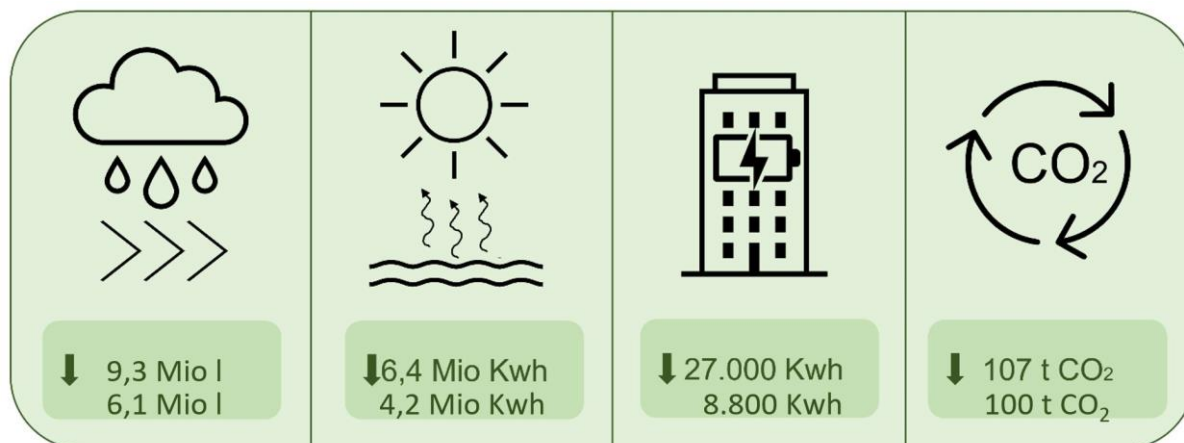 CO₂
9,3 Mio l
6,1 Mio l
6,4 Mio Kwh
4,2 Mio Kwh
27.000 Kwh
8.800 Kwh
107 t CO₂
100 t CO₂